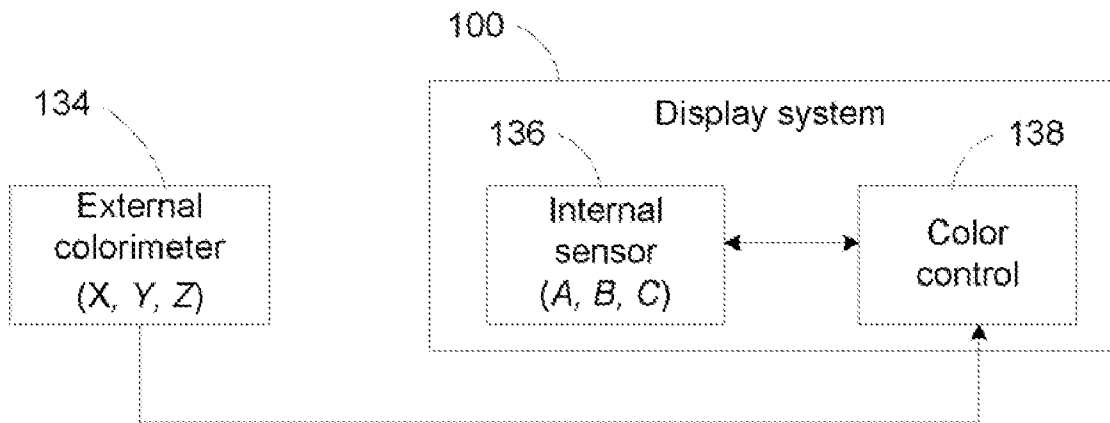 100
134
Display system
136
138
External
colorimeter
(X, Y, Z)
Internal
sensor
(A, B, C)
Color
control